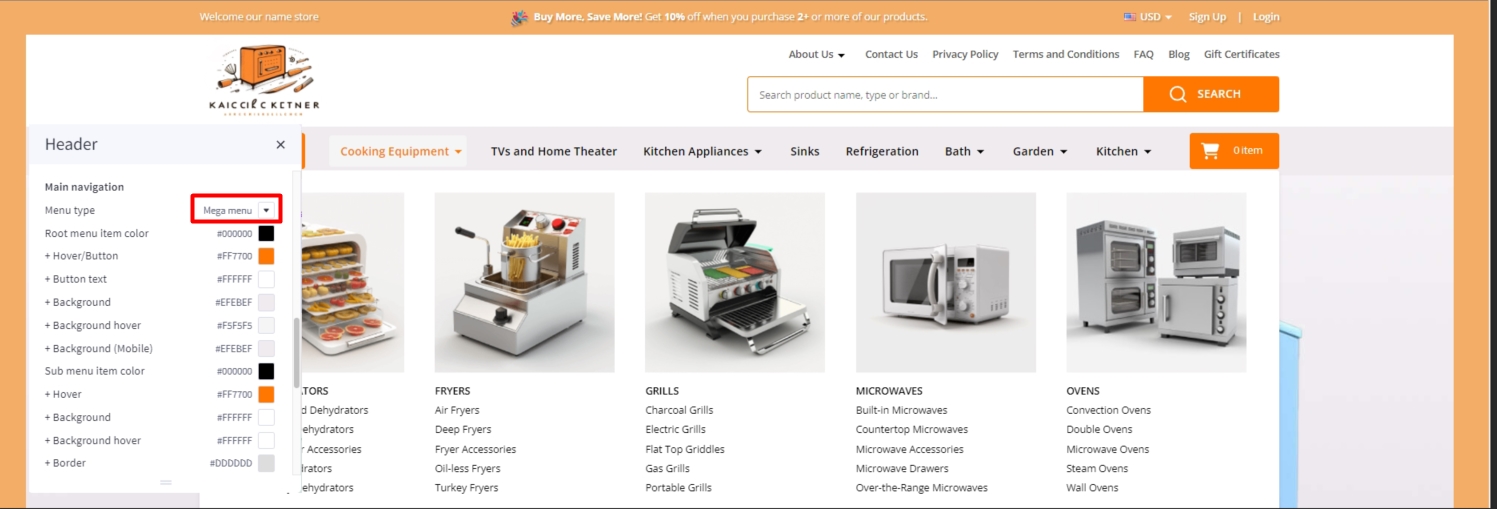 Welcome our name store
Buy More, Save More! Get 10% off when you purchase 2+ or more of our products.
USD
Sign Up | Login
About Us
Contact Us
Privacy Policy
Terms and Conditions
FAQ
Blog
Gift Certificates
KAICCILC KETNER
Search product name, type or brand...
SEARCH
Cooking Equipment
TVs and Home Theater
Kitchen Appliances
Sinks
Refrigeration
Bath
Garden
Kitchen
0 item
Header
×
Main navigation
Menu type Mega menu
Root menu item color #000000
+ Hover/Button #FF7700
+ Button text #FFFFFF
+ Background #EFEBEF
+ Background hover #F5F5F5
+ Background (Mobile) #EFEBEF
Sub menu item color #000000
+ Hover #FF7700
+ Background #FFFFFF
+ Background hover #FFFFFF
+ Border #DDDDDD
ATORS
d Dehydrators
ehydrators
r Accessories
rators
ehydrators
FRYERS
Air Fryers
Deep Fryers
Fryer Accessories
Oil-less Fryers
Turkey Fryers
GRILLS
Charcoal Grills
Electric Grills
Flat Top Griddles
Gas Grills
Portable Grills
MICROWAVES
Built-in Microwaves
Countertop Microwaves
Microwave Accessories
Microwave Drawers
Over-the-Range Microwaves
OVENS
Convection Ovens
Double Ovens
Microwave Ovens
Steam Ovens
Wall Ovens